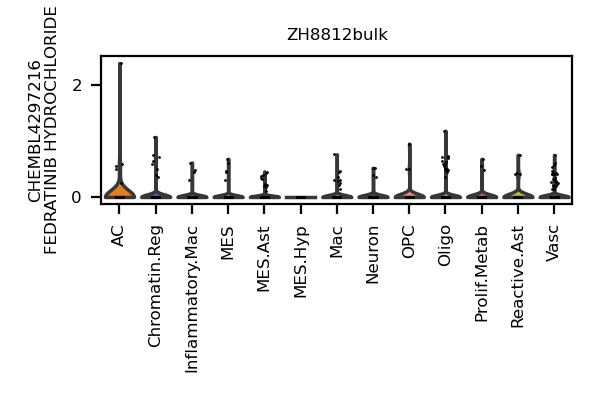 ZH8812bulk
CHEMBL4297216
FEDRATINIB HYDROCHLORIDE
2
0
AC
Chromatin.Reg
Inflammatory.Mac
MES
MES.Ast
MES.Hyp
Mac
Neuron
OPC
Oligo
Prolif.Metab
Reactive.Ast
Vasc